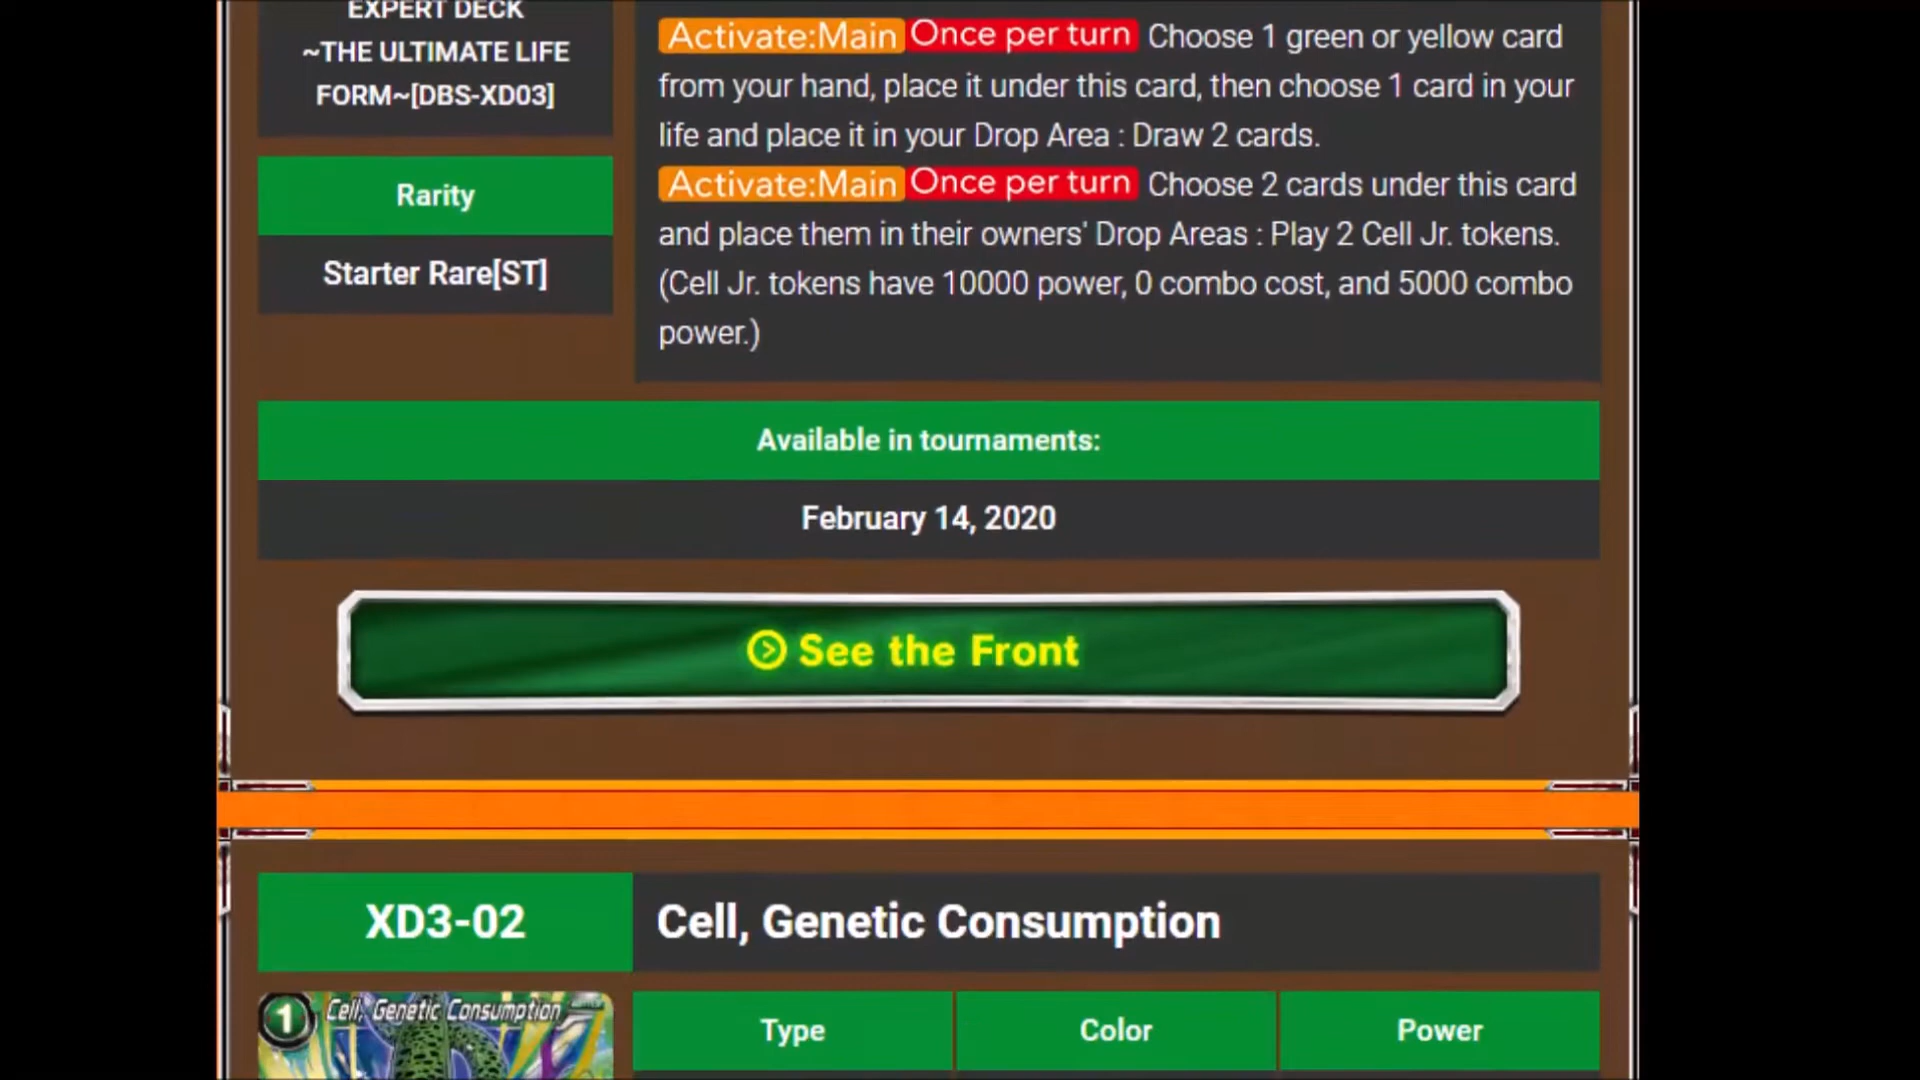 EXPERT DECK
~THE ULTIMATE LIFE
FORM~[DBS-XD03]
Rarity
Starter Rare[ST]
Activate:Main Once per turn Choose 1 green or yellow card
from your hand, place it under this card, then choose 1 card in your
life and place it in your Drop Area : Draw 2 cards.
Activate:Main Once per turn Choose 2 cards under this card
and place them in their owners' Drop Areas : Play 2 Cell Jr. tokens.
(Cell Jr. tokens have 10000 power, 0 combo cost, and 5000 combo
power.)
Available in tournaments:
February 14, 2020
See the Front
XD3-02
Cell, Genetic Consumption
1 Cell, Genetic Consumption
Type
Color
Power